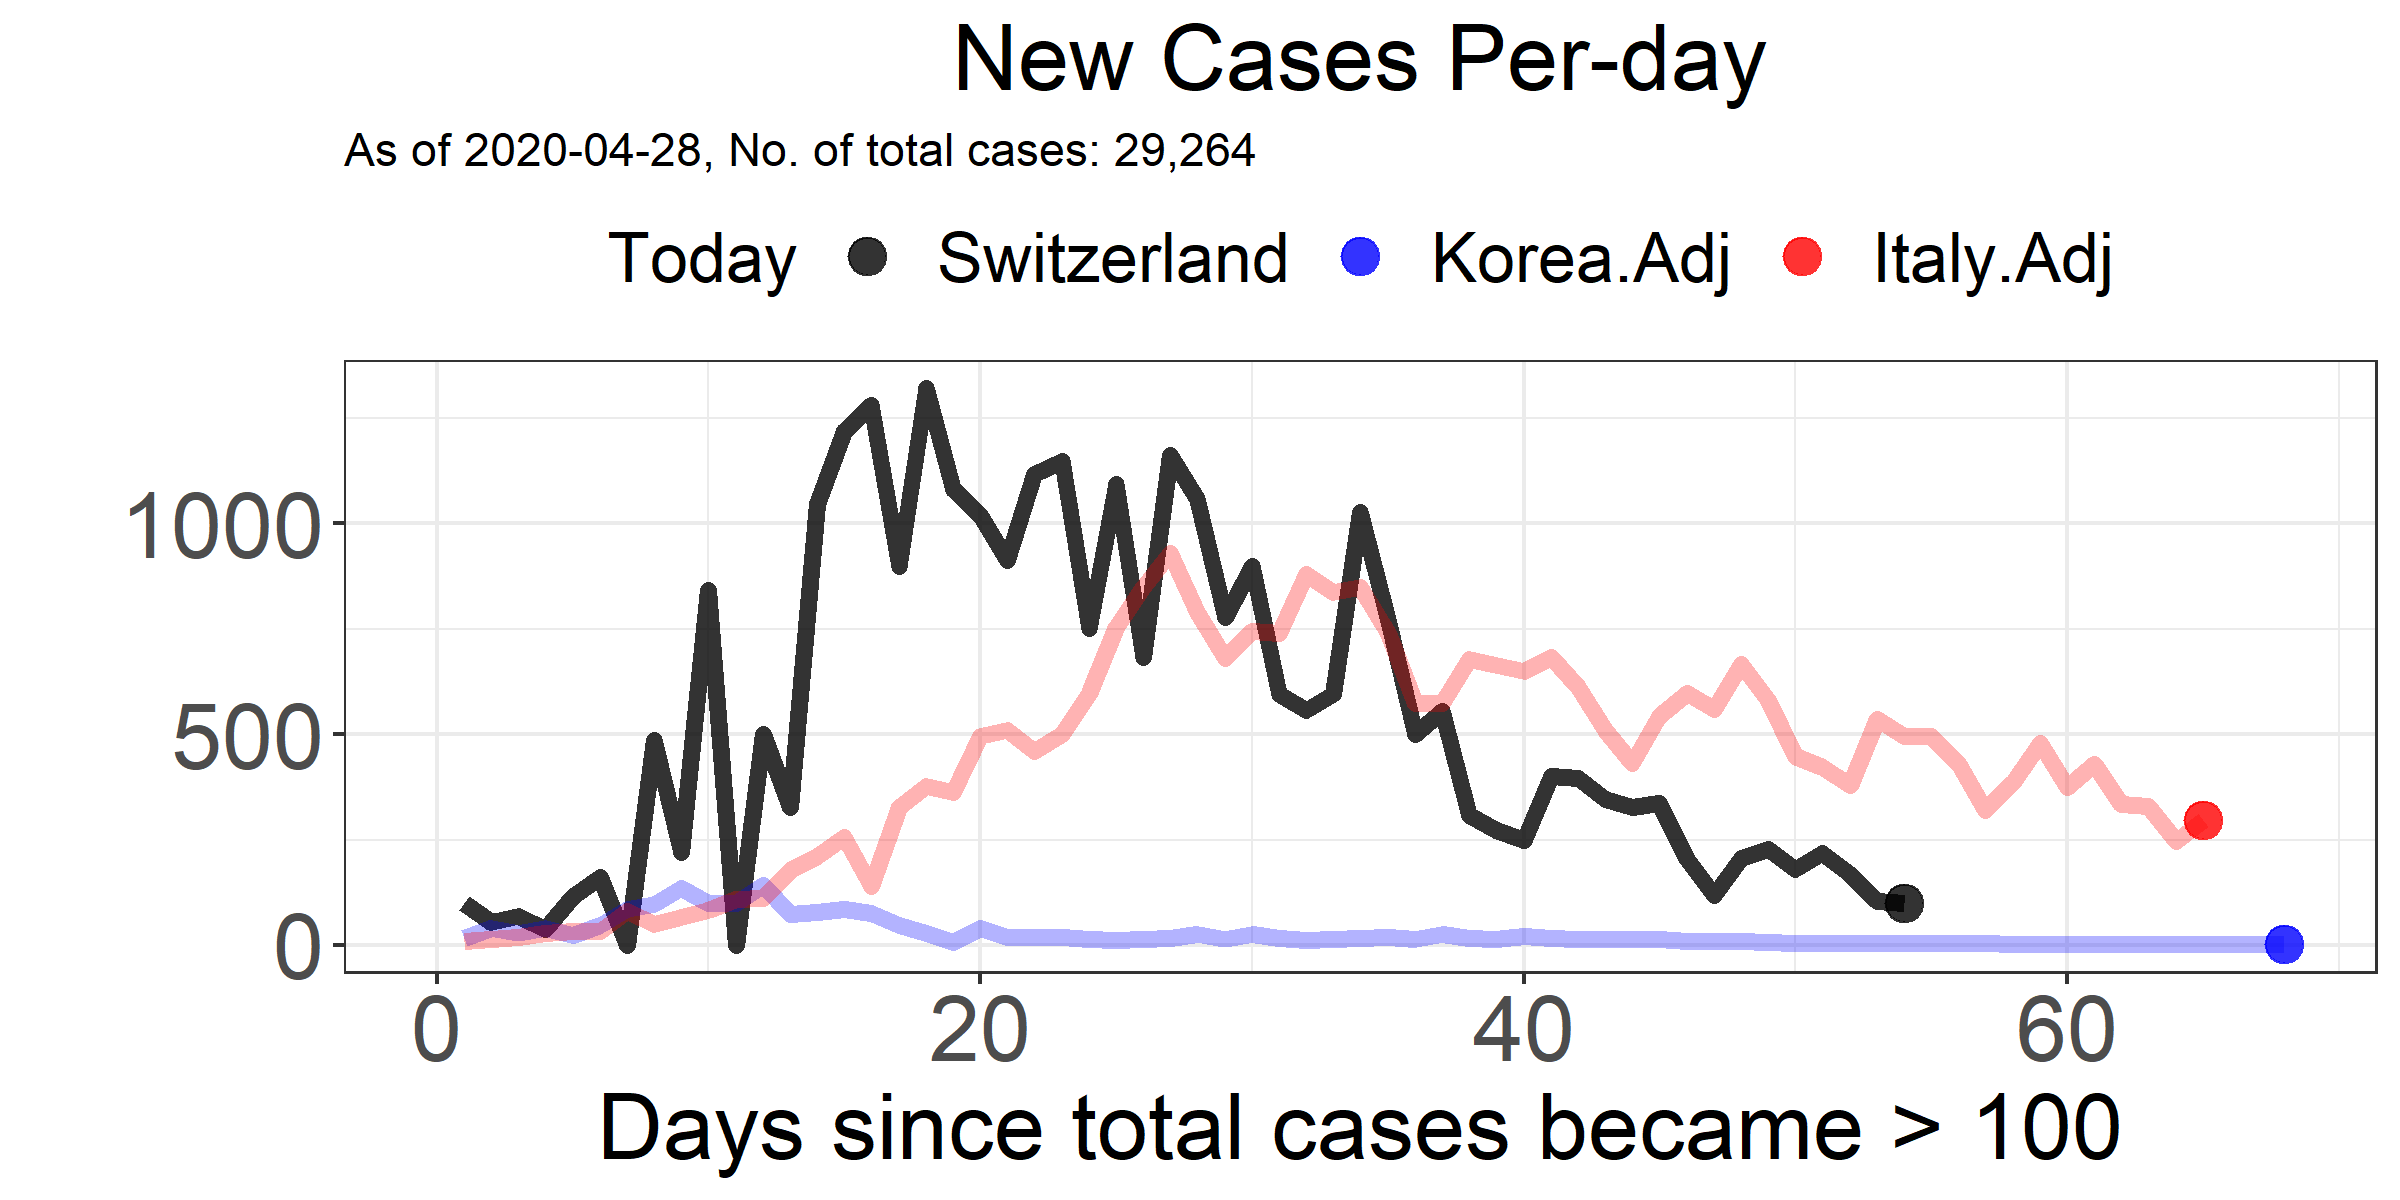 New Cases Per-day
As of 2020-04-28, No. of total cases: 29,264
Today Switzerland Korea.Adj Italy.Adj
1000
500
0
0 20 40 60
Days since total cases became > 100